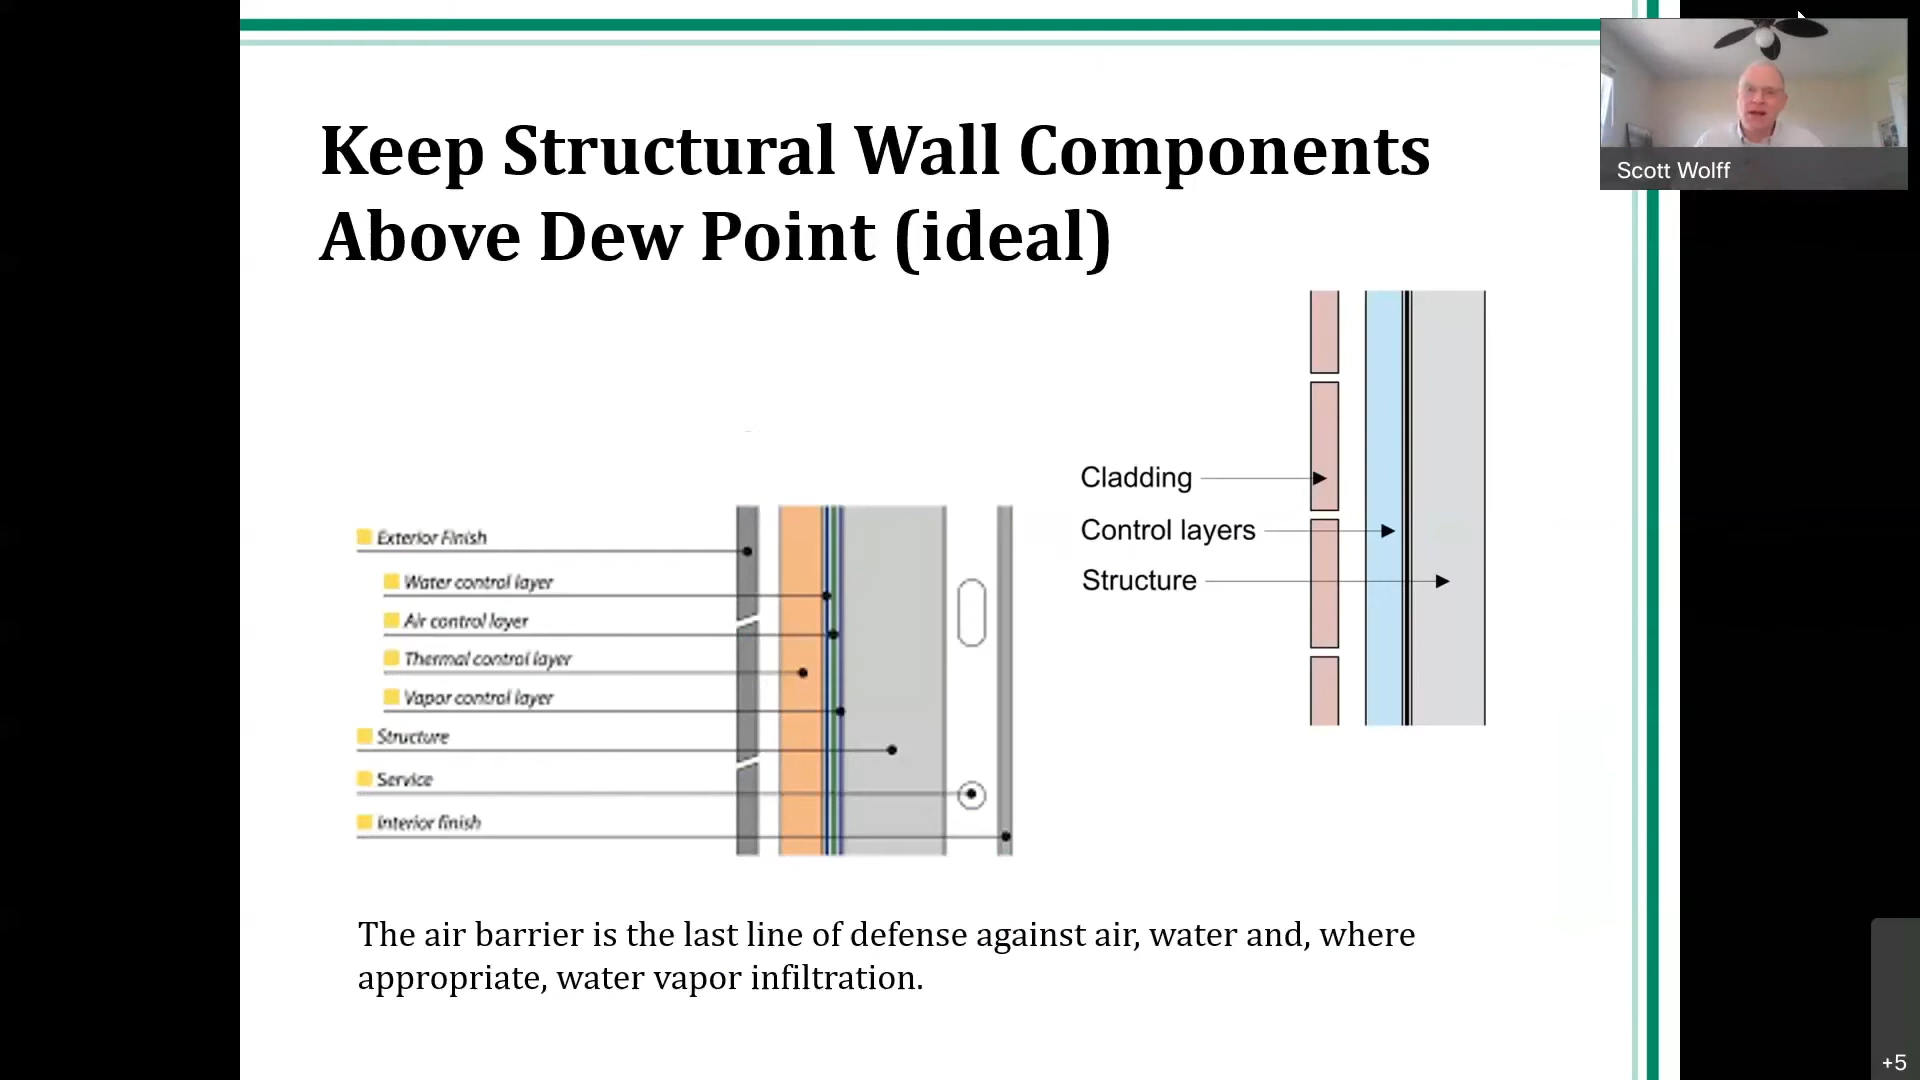 Keep Structural Wall Components
Above Dew Point (ideal)
Scott Wolff
Cladding
Control layers
Structure
Exterior Finish
Water control layer
Air control layer
Thermal control layer
Vapor control layer
Structure
Service
Interior finish
The air barrier is the last line of defense against air, water and, where
appropriate, water vapor infiltration.
+5